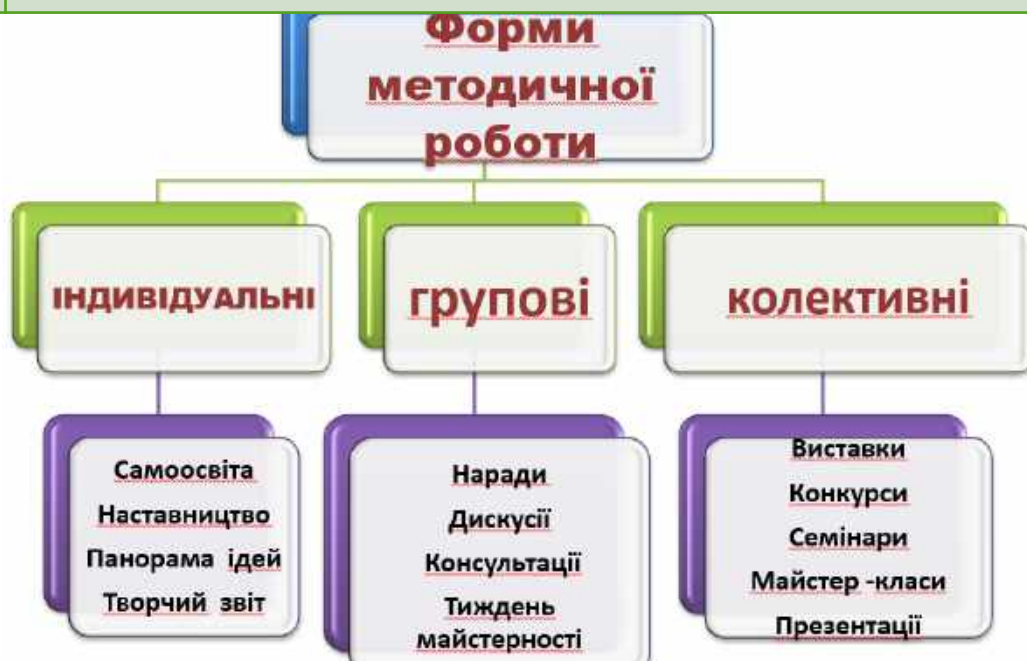 Форми
методичної
роботи
ІНДИВІДУАЛЬНІ
групові
колективні
Самоосвіта
Наставництво
Панорама ідей
Творчий звіт
Наради
Дискусії
Консультації
Тиждень
майстерності
Виставки
Конкурси
Семінари
Майстер -класи
Презентації